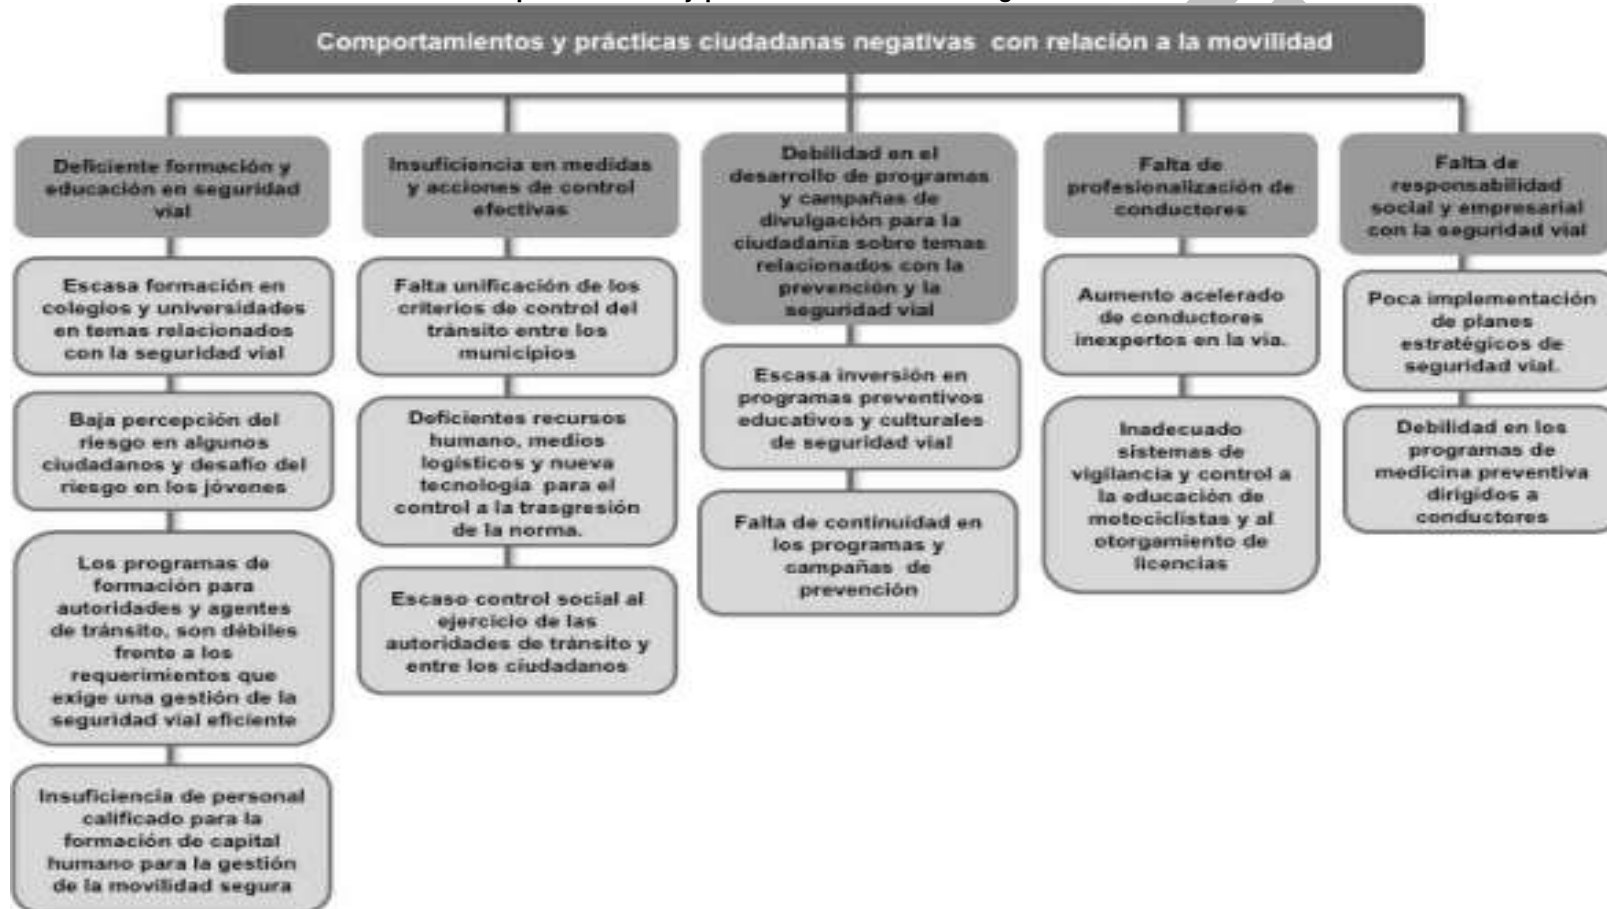 Comportamientos y prácticas ciudadanas negativas con relación a la movilidad
Deficiente formación y
educación en seguridad
vial
Escasa formación en
colegios y universidades
en temas relacionados
con la seguridad vial
Baja percepción del
riesgo en algunos
ciudadanos y desafío del
riesgo en los jóvenes
Los programas de
formación para
autoridades y agentes
de tránsito, son débiles
frente a los
requerimientos que
exige una gestión de la
seguridad vial eficiente
Insuficiencia de personal
calificado para la
formación de capital
humano para la gestión
de la movilidad segura
Insuficiencia en medidas
y acciones de control
efectivas
Falta unificación de los
criterios de control del
tránsito entre los
municipios
Deficientes recursos
humano, medios
logísticos y nueva
tecnología para el
control a la trasgresión
de la norma.
Escaso control social al
ejercicio de las
autoridades de tránsito y
entre los ciudadanos
Debilidad en el
desarrollo de programas
y campañas de
divulgación para la
ciudadanía sobre temas
relacionados con la
prevención y la
seguridad vial
Escasa inversión en
programas preventivos
educativos y culturales
de seguridad vial
Falta de continuidad en
los programas y
campañas de
prevención
Falta de
profesionalización de
conductores
Aumento acelerado
de conductores
inexpertos en la vía.
Inadecuado
sistemas de
vigilancia y control a
la educación de
motociclistas y al
otorgamiento de
licencias
Falta de
responsabilidad
social y empresarial
con la seguridad vial
Poca implementación
de planes
estratégicos de
seguridad vial.
Debilidad en los
programas de
medicina preventiva
dirigidos a
conductores